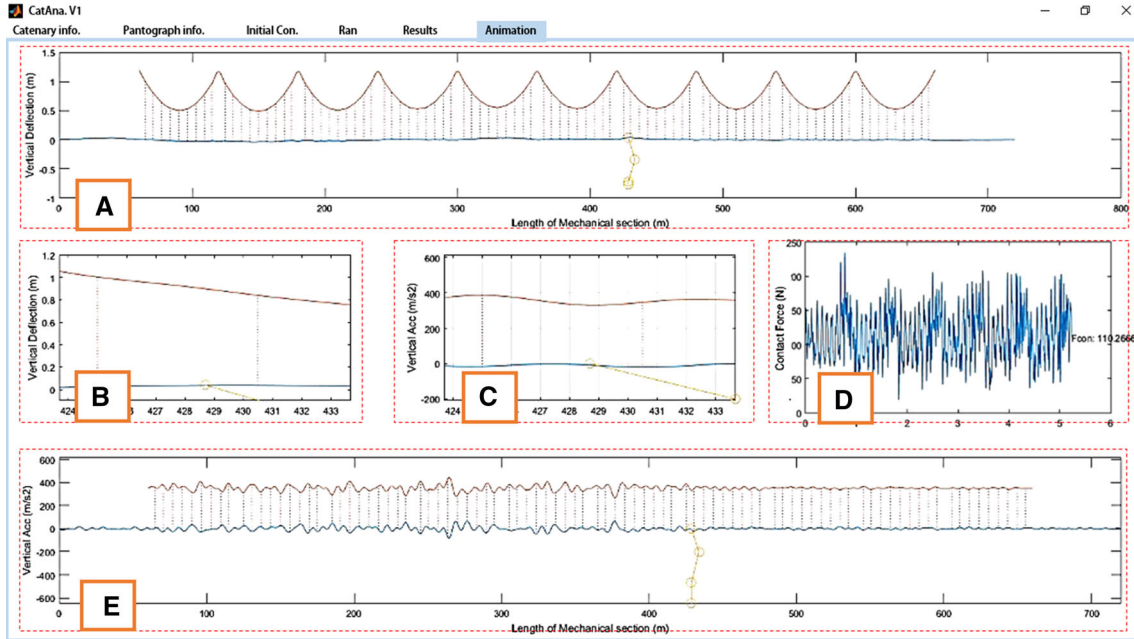 CatAna. V1
Catenary info. Pantograph info. Initial Con. Ran Results Animation
Vertical Deflection (m)
1.5
1
0.5
0
-0.5
-1
0 100 200 300 400 500 600 700 800
Length of Mechanical section (m)
A
Vertical Deflection (m)
1.2
1
0.8
0.6
0.4
0.2
0
424 426 427 428 429 430 431 432 433
B
Vertical Acc (m/s2)
600
400
200
0
-200
424 427 428 429 430 431 432 433
C
Contact Force (N)
250
00
00
50
0
0 1 2 3 4 5 6
Fcon: 110.2666
D
Vertical Acc (m/s2)
600
400
200
0
-200
-400
-600
0 100 200 300 400 500 600 700
Length of Mechanical section (m)
E